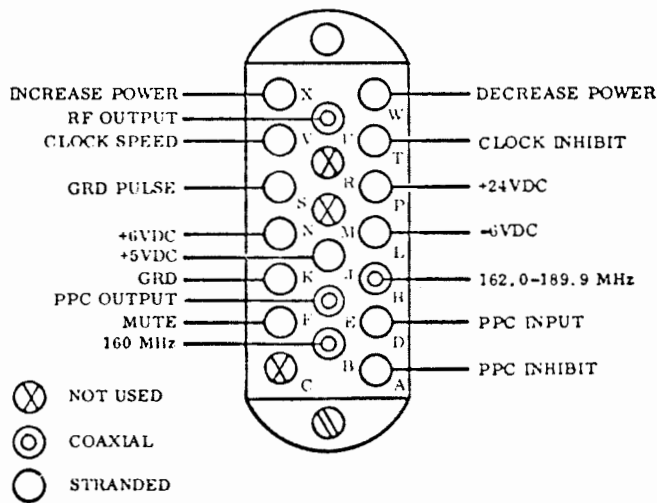 INCREASE POWER
X
DECREASE POWER
W
RF OUTPUT
CLOCK SPEED
V
U
CLOCK INHIBIT
T
GRD PULSE
R
+24VDC
S
P
+6VDC
N
M
-6VDC
+5VDC
L
GRD
K
J
162.0-189.9 MHz
PPC OUTPUT
H
MUTE
F
E
PPC INPUT
160 MHz
D
B
PPC INHIBIT
C
A
NOT USED
COAXIAL
STRANDED